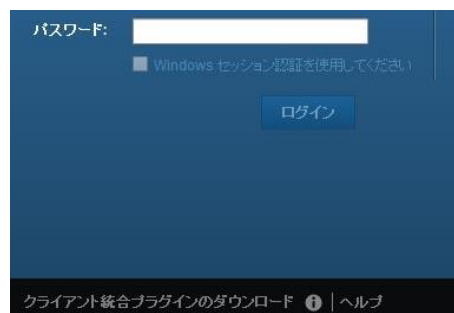 パスワード:
Windows セッション認証を使用してください
ログイン
クライアント統合プラグインのダウンロード | ヘルプ